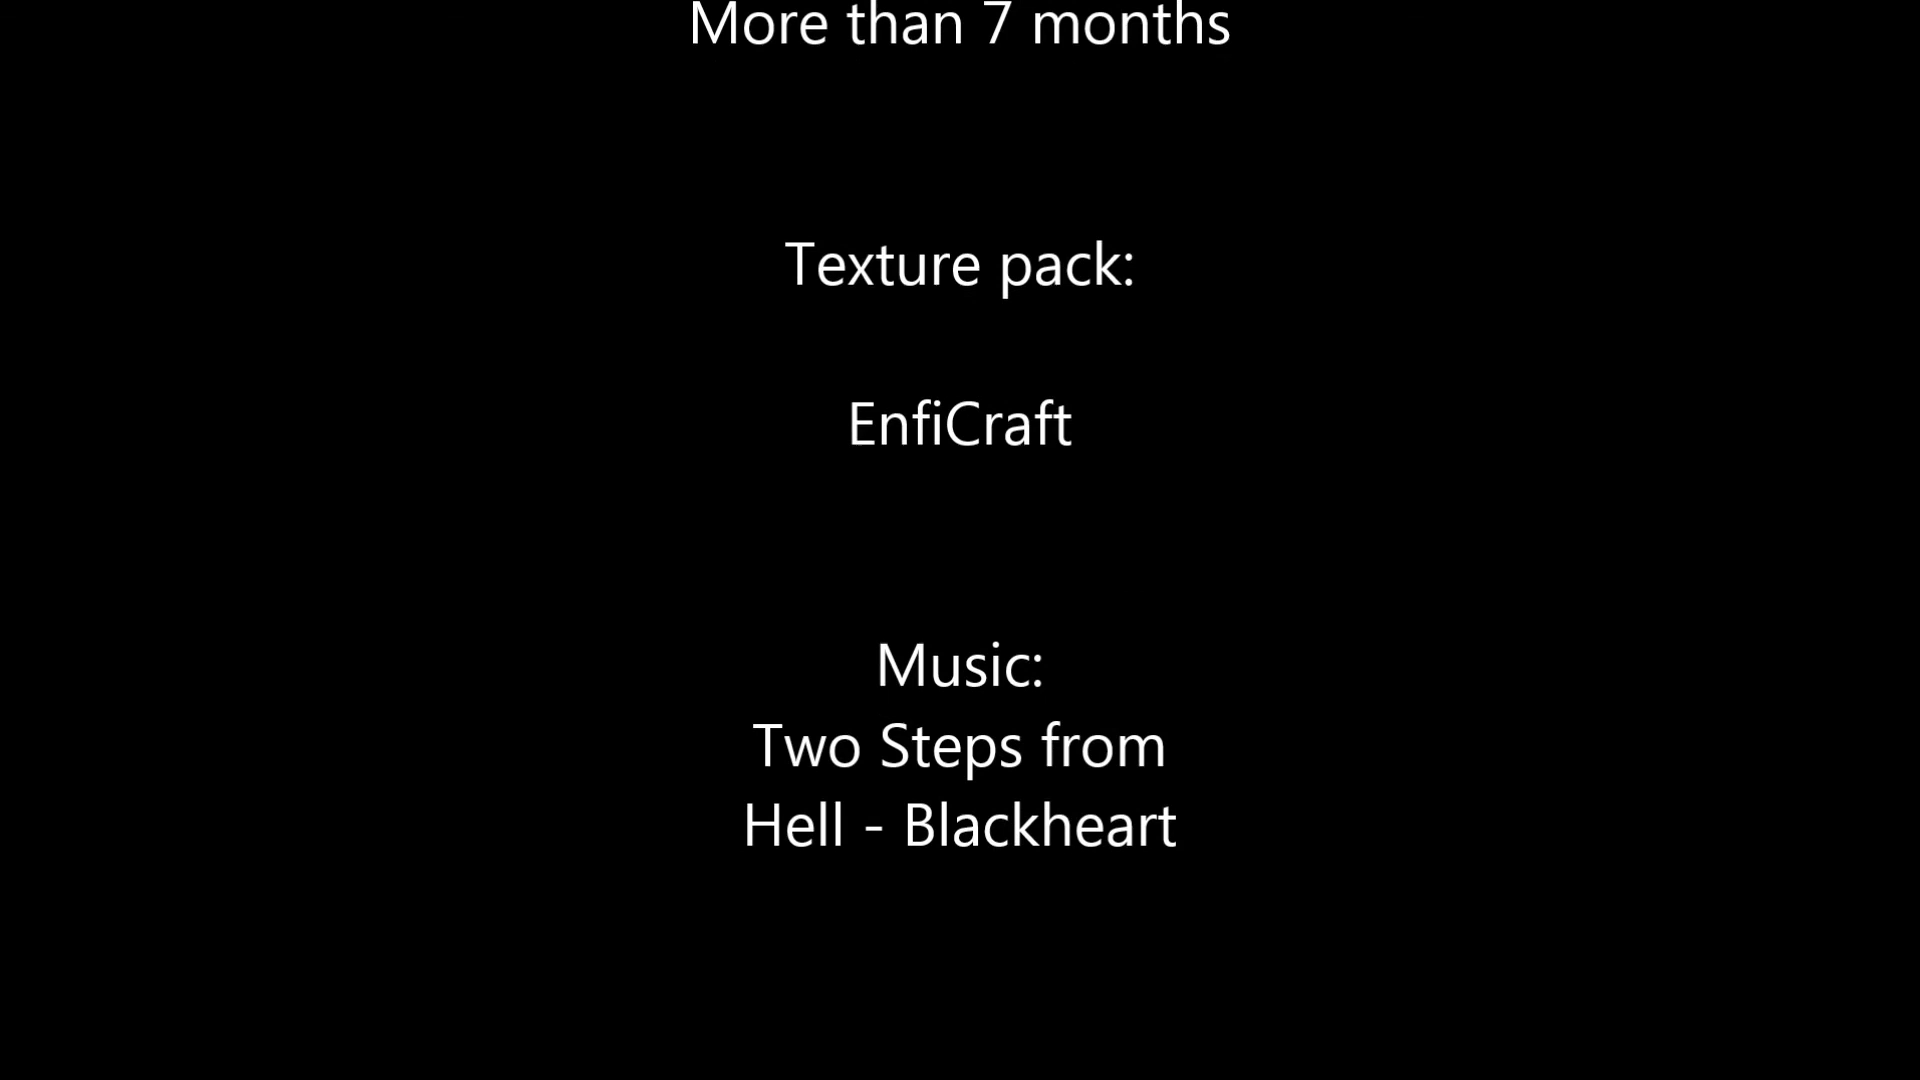 More than 7 months
Texture pack:
EnfiCraft
Music:
Two Steps from
Hell - Blackheart